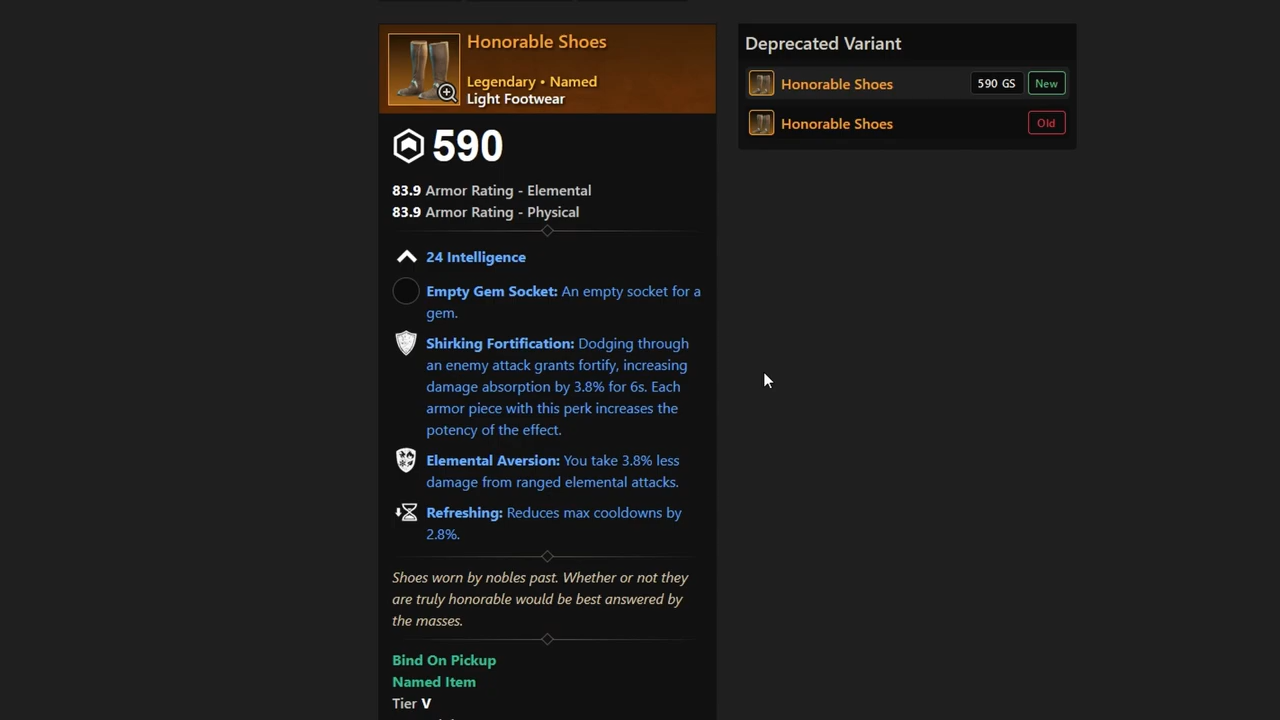 Honorable Shoes
Legendary • Named
Light Footwear
590
83.9 Armor Rating - Elemental
83.9 Armor Rating - Physical
24 Intelligence
Empty Gem Socket: An empty socket for a
gem.
Shirking Fortification: Dodging through
an enemy attack grants fortify, increasing
damage absorption by 3.8% for 6s. Each
armor piece with this perk increases the
potency of the effect.
Elemental Aversion: You take 3.8% less
damage from ranged elemental attacks.
Refreshing: Reduces max cooldowns by
2.8%.
Shoes worn by nobles past. Whether or not they
are truly honorable would be best answered by
the masses.
Bind On Pickup
Named Item
Tier V
Deprecated Variant
Honorable Shoes 590 GS New
Honorable Shoes Old